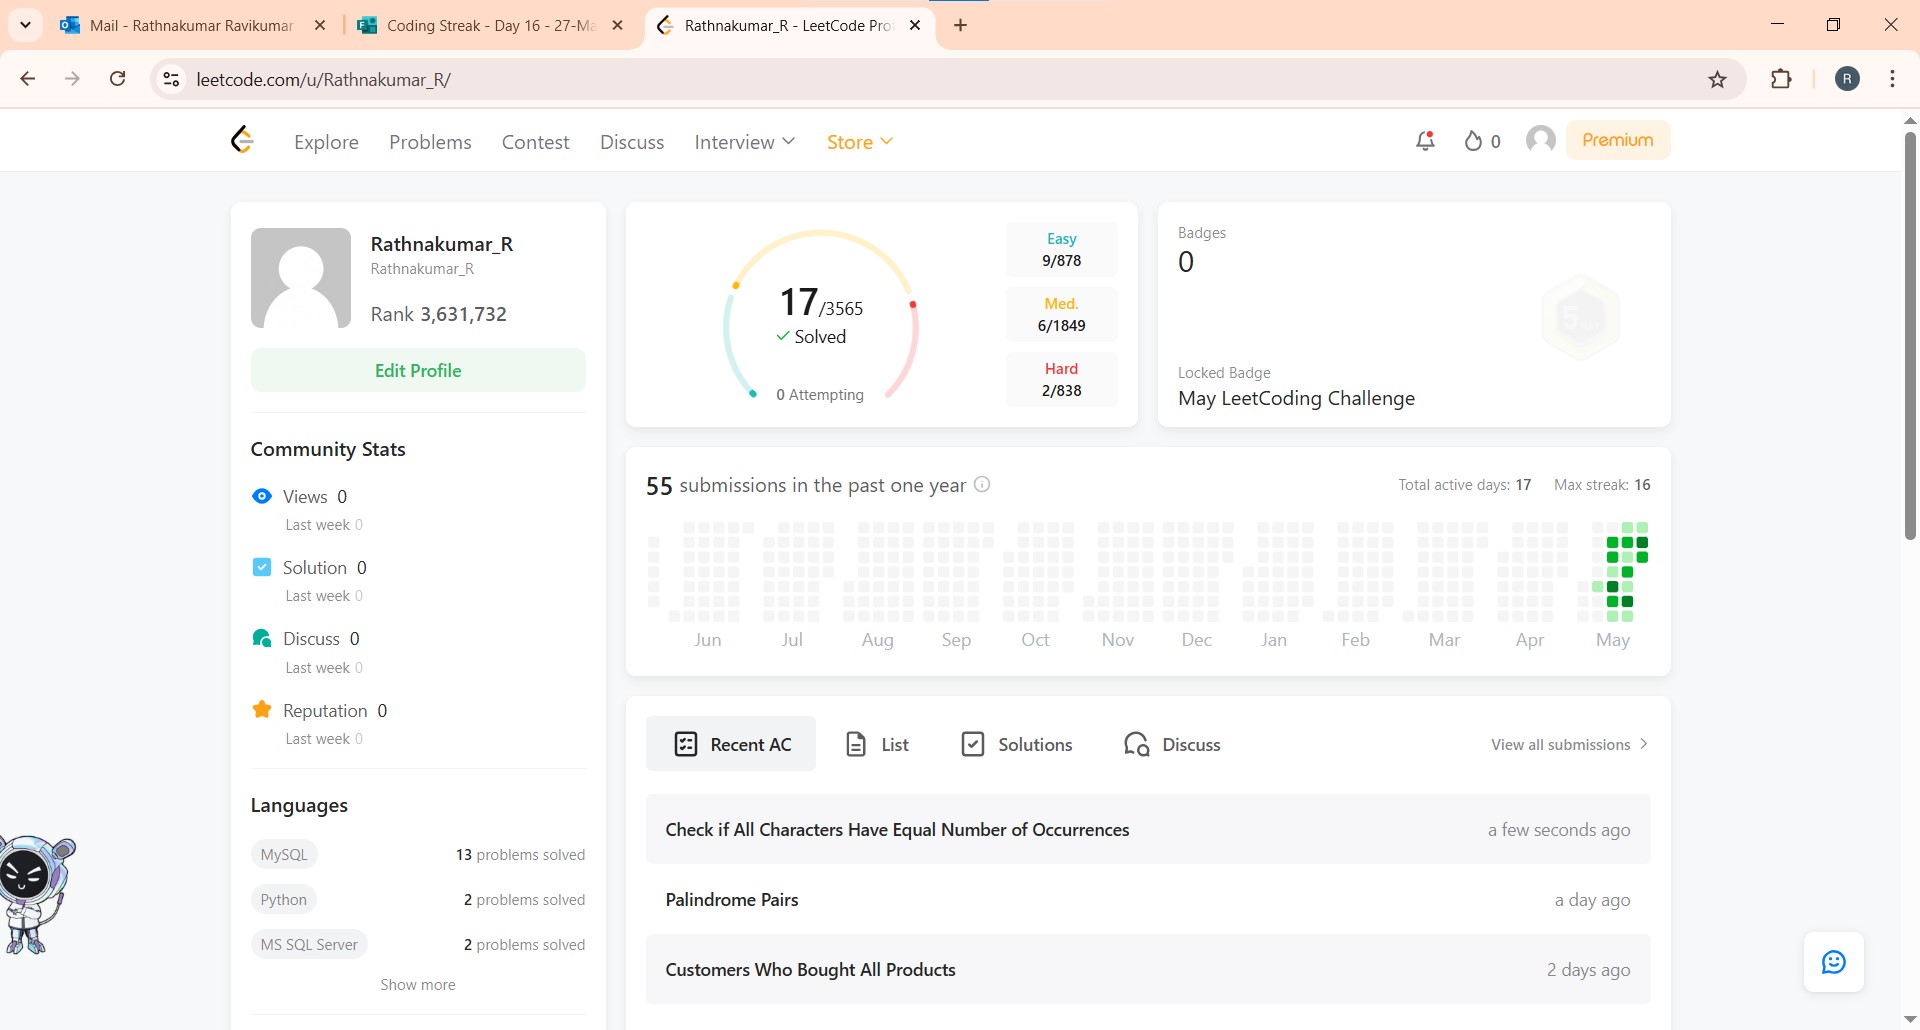 Mail - Rathnakumar Ravikumar
Coding Streak - Day 16 - 27-Ma
Rathnakumar_R - LeetCode Pro
leetcode.com/u/Rathnakumar_R/
R
Explore Problems Contest Discuss Interview Store
0
Premium
Rathnakumar_R
Rathnakumar_R
Rank 3,631,732
Edit Profile
Community Stats
Views 0
Last week 0
Solution 0
Last week 0
Discuss 0
Last week 0
Reputation 0
Last week 0
Languages
MySQL 13 problems solved
Python 2 problems solved
MS SQL Server 2 problems solved
Show more
17/3565
Solved
0 Attempting
Easy
9/878
Med.
6/1849
Hard
2/838
Badges
0
Locked Badge
May LeetCoding Challenge
55 submissions in the past one year
Total active days: 17 Max streak: 16
Jun Jul Aug Sep Oct Nov Dec Jan Feb Mar Apr May
Recent AC List Solutions Discuss
View all submissions
Check if All Characters Have Equal Number of Occurrences a few seconds ago
Palindrome Pairs a day ago
Customers Who Bought All Products 2 days ago